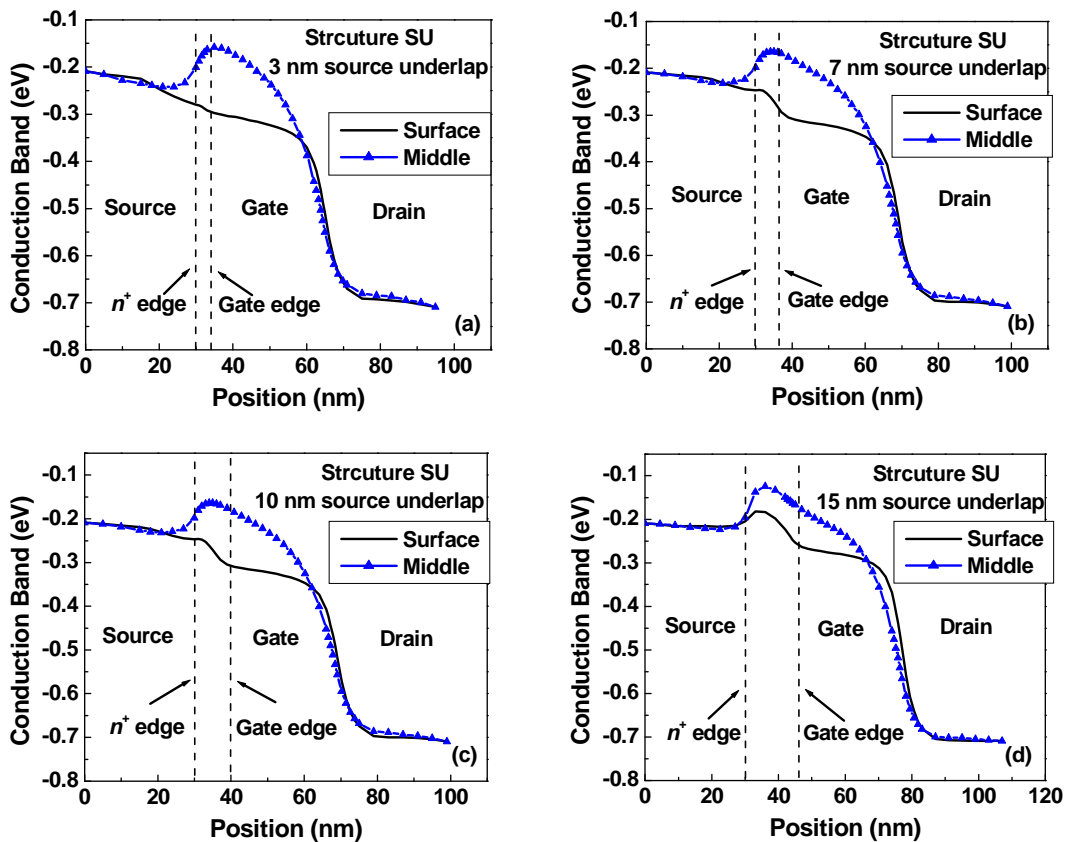 Strcuture SU
3 nm source underlap
Surface
Middle
Source
Gate
Drain
n+ edge
Gate edge
(a)
Conduction Band (eV)
-0.1
-0.2
-0.3
-0.4
-0.5
-0.6
-0.7
-0.8
0 20 40 60 80 100
Position (nm)
Strcuture SU
7 nm source underlap
Surface
Middle
Source
Gate
Drain
n+ edge
Gate edge
(b)
Conduction Band (eV)
-0.1
-0.2
-0.3
-0.4
-0.5
-0.6
-0.7
-0.8
0 20 40 60 80 100
Position (nm)
Strcuture SU
10 nm source underlap
Surface
Middle
Source
Gate
Drain
n+ edge
Gate edge
(c)
Conduction Band (eV)
-0.1
-0.2
-0.3
-0.4
-0.5
-0.6
-0.7
-0.8
0 20 40 60 80 100
Position (nm)
Strcuture SU
15 nm source underlap
Surface
Middle
Source
Gate
Drain
n+ edge
Gate edge
(d)
Conduction Band (eV)
-0.1
-0.2
-0.3
-0.4
-0.5
-0.6
-0.7
-0.8
0 20 40 60 80 100 120
Position (nm)